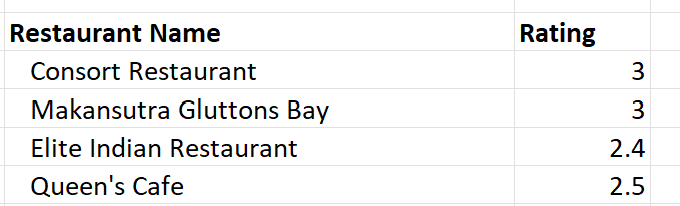 Restaurant Name Rating
Consort Restaurant 3
Makansutra Gluttons Bay 3
Elite Indian Restaurant 2.4
Queen's Cafe 2.5